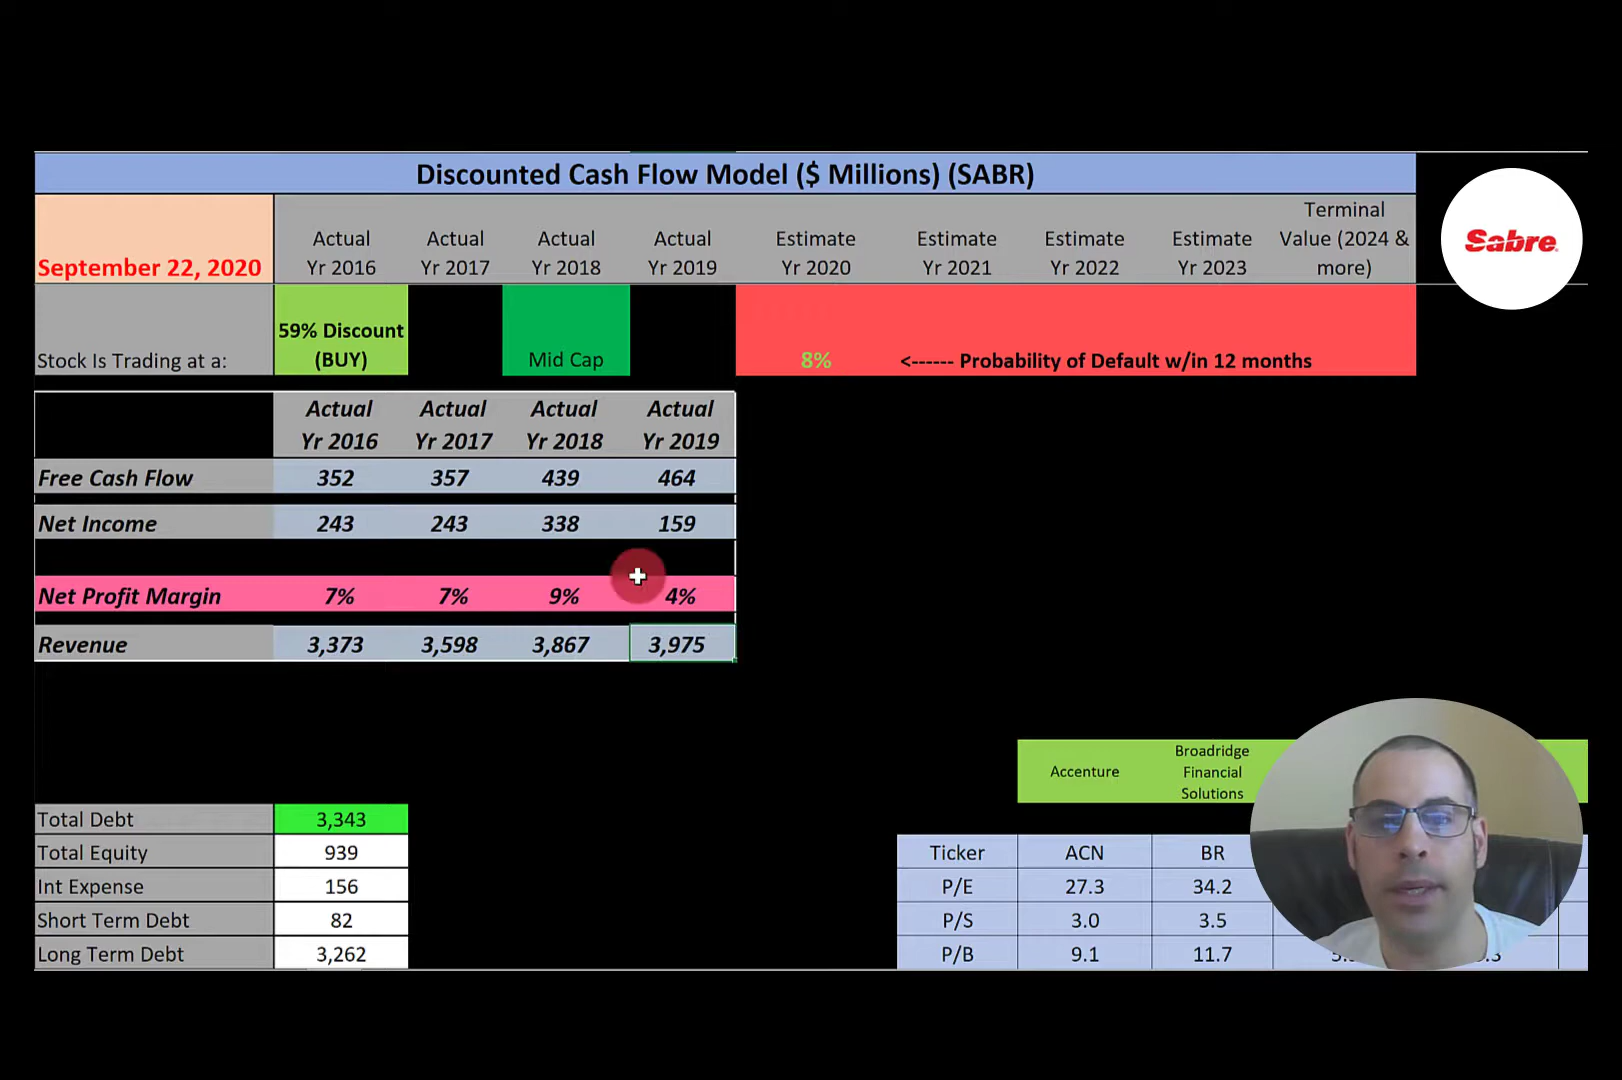 Discounted Cash Flow Model ($ Millions) (SABR)
September 22, 2020
Actual Yr 2016
Actual Yr 2017
Actual Yr 2018
Actual Yr 2019
Estimate Yr 2020
Estimate Yr 2021
Estimate Yr 2022
Estimate Yr 2023
Terminal Value (2024 & more)
Sabre
Stock Is Trading at a:
59% Discount (BUY)
Mid Cap
8%
<------ Probability of Default w/in 12 months
Actual Yr 2016
Actual Yr 2017
Actual Yr 2018
Actual Yr 2019
Free Cash Flow 352 357 439 464
Net Income 243 243 338 159
Net Profit Margin 7% 7% 9% 4%
Revenue 3,373 3,598 3,867 3,975
Total Debt 3,343
Total Equity 939
Int Expense 156
Short Term Debt 82
Long Term Debt 3,262
Accenture
Broadridge Financial Solutions
Ticker ACN BR
P/E 27.3 34.2
P/S 3.0 3.5
P/B 9.1 11.7